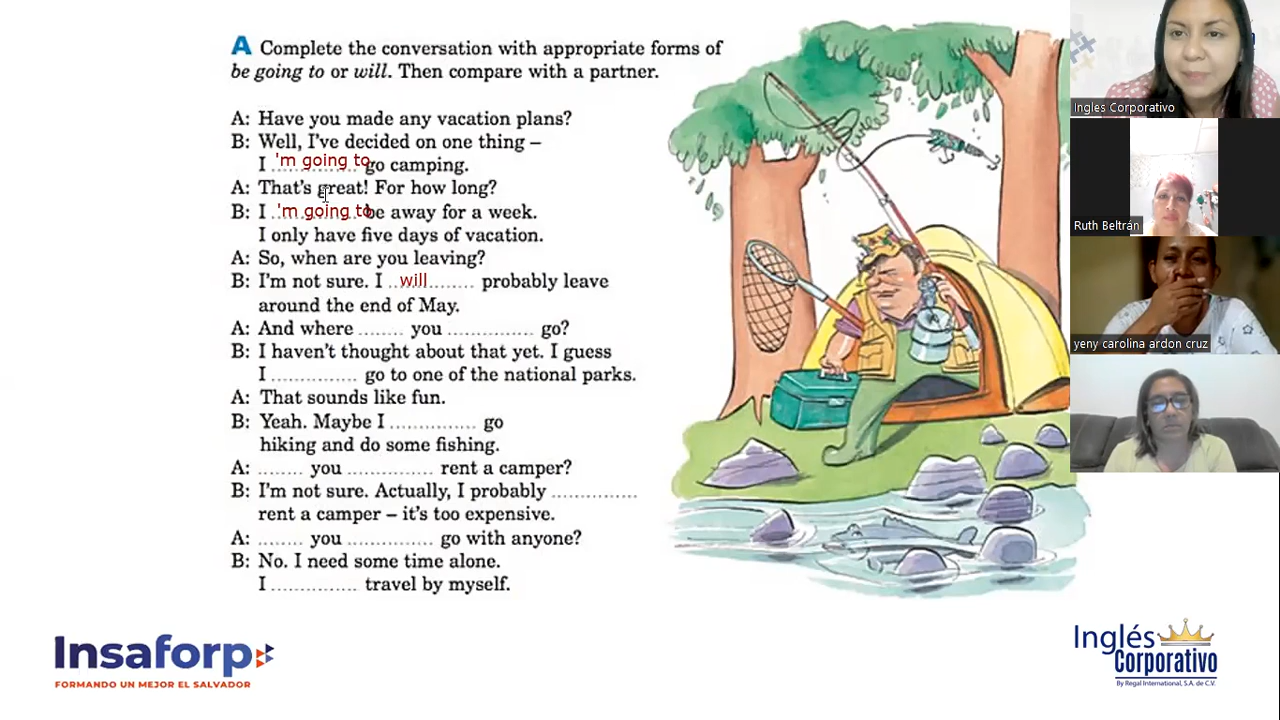 A Complete the conversation with appropriate forms of
be going to or will. Then compare with a partner.
A: Have you made any vacation plans?
B: Well, I've decided on one thing –
I 'm going to go camping.
A: That's great! For how long?
B: I 'm going to be away for a week.
I only have five days of vacation.
A: So, when are you leaving?
B: I'm not sure. I ..will........ probably leave
around the end of May.
A: And where ........ you ............... go?
B: I haven't thought about that yet. I guess
I ............... go to one of the national parks.
A: That sounds like fun.
B: Yeah. Maybe I ............... go
hiking and do some fishing.
A: ........ you ............... rent a camper?
B: I'm not sure. Actually, I probably ...............
rent a camper – it's too expensive.
A: ........ you ............... go with anyone?
B: No. I need some time alone.
I ............... travel by myself.
Insaforp
FORMANDO UN MEJOR EL SALVADOR
Inglés
Corporativo
By Regal International, S.A. de C.V.
Ingles Corporativo
Ruth Beltrán
yeny carolina ardon cruz